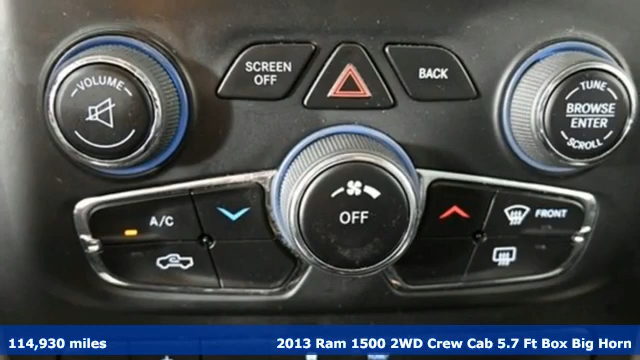 VOLUME
SCREEN
OFF
BACK
TUNE
BROWSE
ENTER
SCROLL
A/C
OFF
FRONT
114,930 miles
2013 Ram 1500 2WD Crew Cab 5.7 Ft Box Big Horn